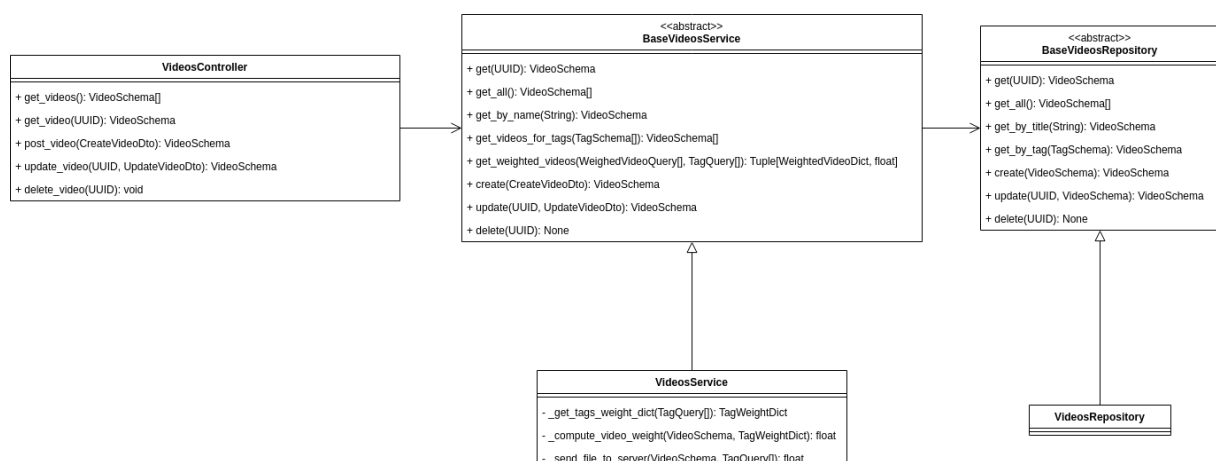 VideosController
+ get_videos(): VideoSchema[]
+ get_video(UUID): VideoSchema
+ post_video(CreateVideoDto): VideoSchema
+ update_video(UUID, UpdateVideoDto): VideoSchema
+ delete_video(UUID): void
<<abstract>>
BaseVideosService
+ get(UUID): VideoSchema
+ get_all(): VideoSchema[]
+ get_by_name(String): VideoSchema
+ get_videos_for_tags(TagSchema[]): VideoSchema[]
+ get_weighted_videos(WeighedVideoQuery[], TagQuery[]): Tuple[WeightedVideoDict, float]
+ create(CreateVideoDto): VideoSchema
+ update(UUID, UpdateVideoDto): VideoSchema
+ delete(UUID): None
<<abstract>>
BaseVideosRepository
+ get(UUID): VideoSchema
+ get_all(): VideoSchema[]
+ get_by_title(String): VideoSchema
+ get_by_tag(TagSchema): VideoSchema
+ create(VideoSchema): VideoSchema
+ update(UUID, VideoSchema): VideoSchema
+ delete(UUID): None
VideosService
- _get_tags_weight_dict(TagQuery[]): TagWeightDict
- _compute_video_weight(VideoSchema, TagWeightDict): float
- _send_file_to_server(VideoSchema, TagQuery[]): float
VideosRepository